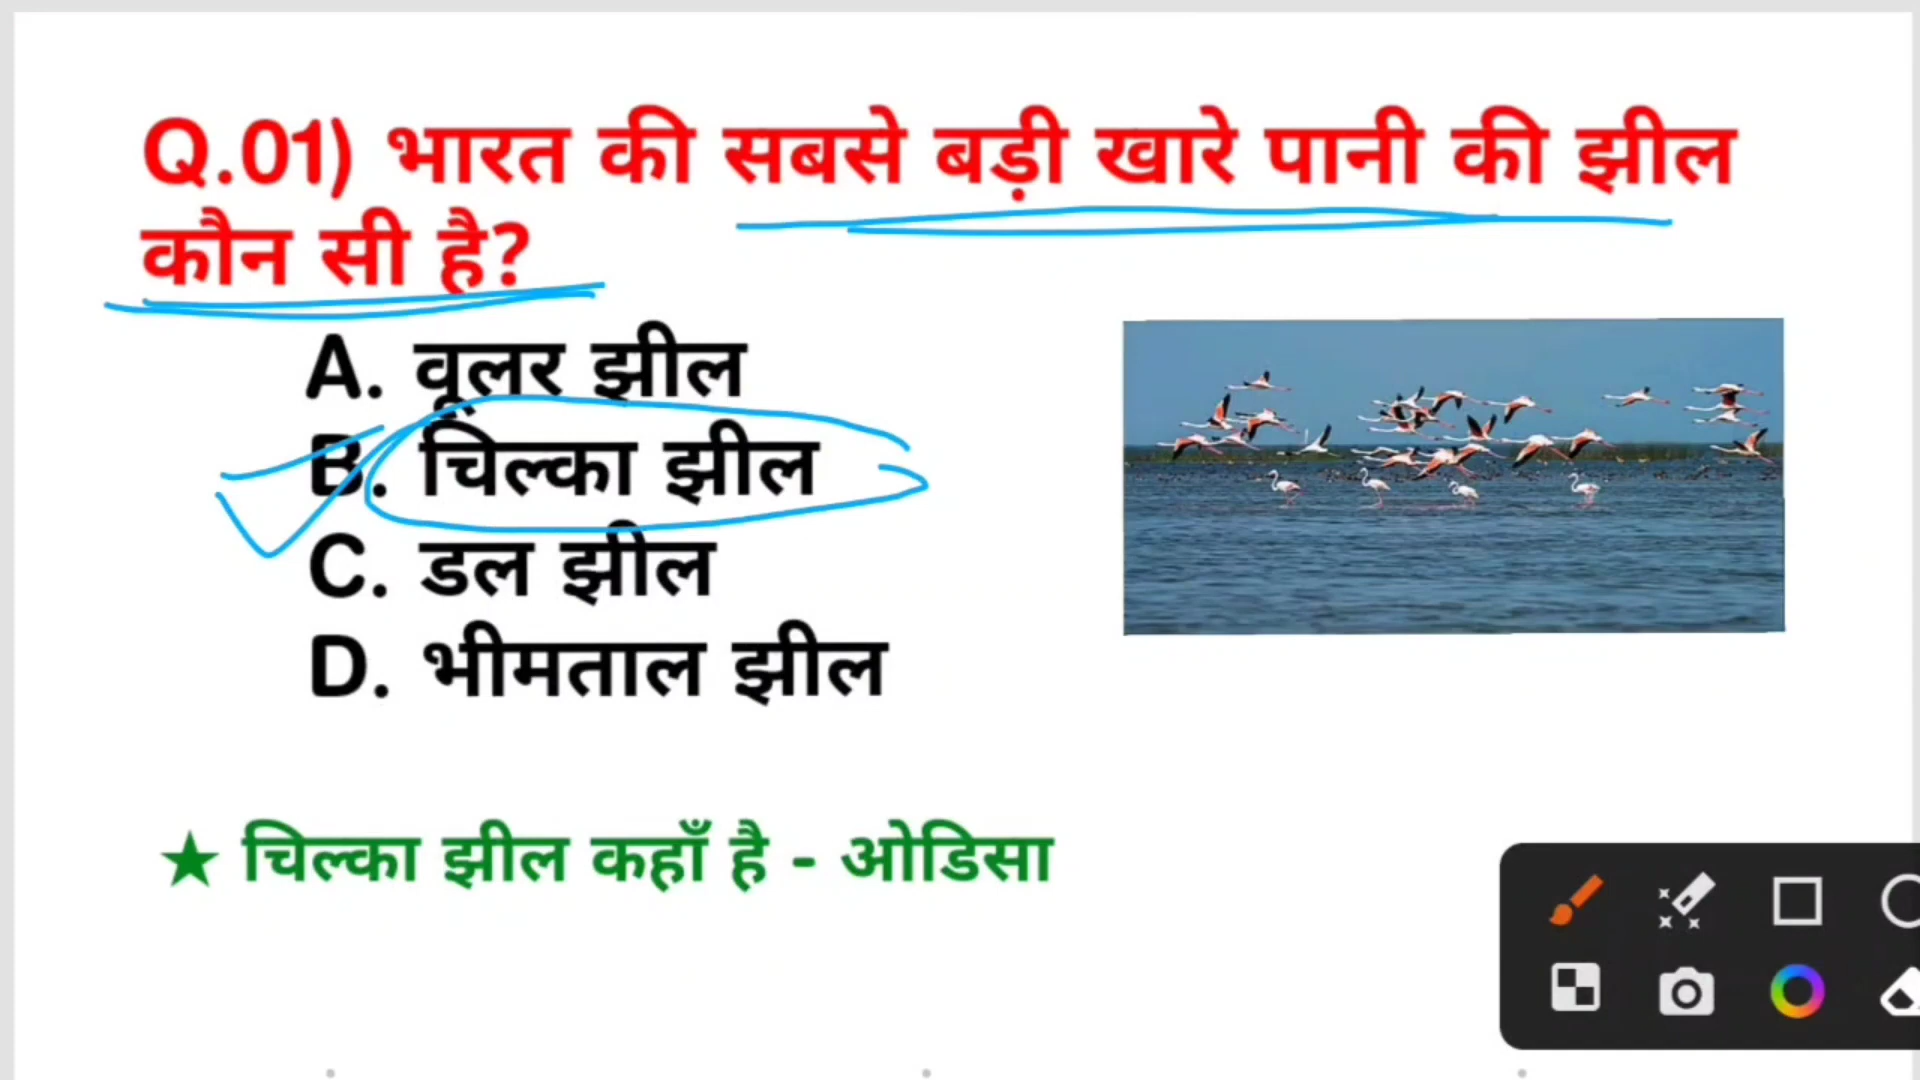 Q.01) भारत की सबसे बड़ी खारे पानी की झील
कौन सी है?
A. वूलर झील
B. चिल्का झील
C. डल झील
D. भीमताल झील
★ चिल्का झील कहाँ है - ओडिसा